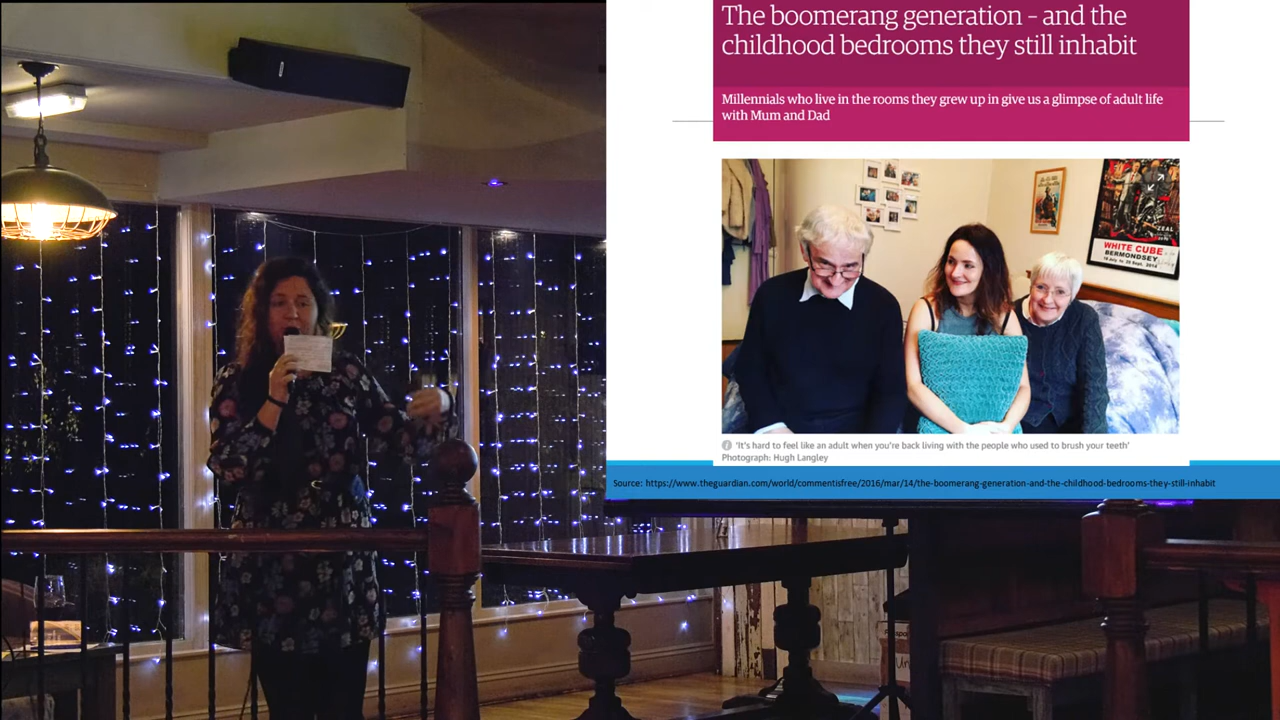 The boomerang generation – and the
childhood bedrooms they still inhabit
Millennials who live in the rooms they grew up in give us a glimpse of adult life
with Mum and Dad
ZEAL
WHITE CUBE
BERMONDSEY
'It's hard to feel like an adult when you're back living with the people who used to brush your teeth'
Photograph: Hugh Langley
Source: https://www.theguardian.com/world/commentisfree/2016/mar/14/the-boomerang-generation-and-the-childhood-bedrooms-they-still-inhabit
Un